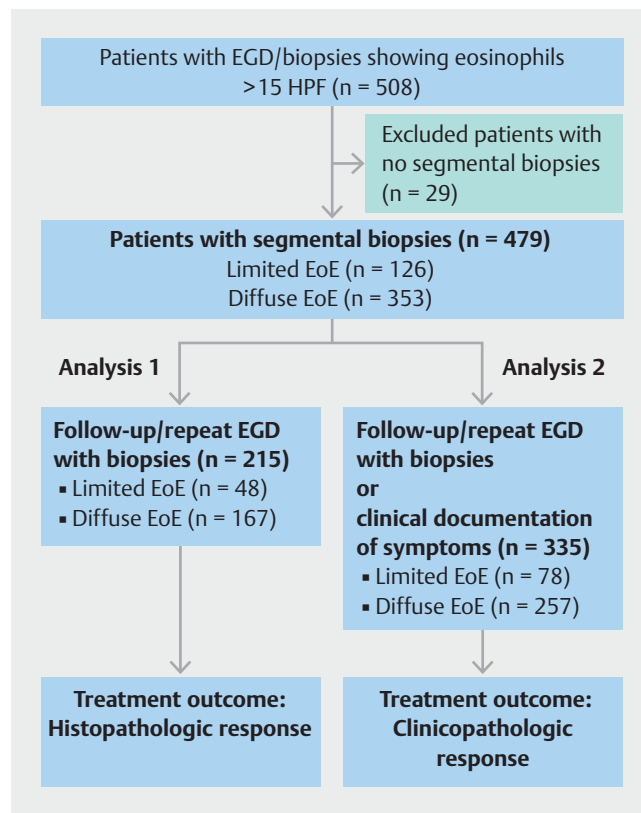 Patients with EGD/biopsies showing eosinophils
>15 HPF (n = 508)
Excluded patients with
no segmental biopsies
(n = 29)
Patients with segmental biopsies (n = 479)
Limited EoE (n = 126)
Diffuse EoE (n = 353)
Analysis 1
Analysis 2
Follow-up/repeat EGD
with biopsies (n = 215)
▪ Limited EoE (n = 48)
▪ Diffuse EoE (n = 167)
Follow-up/repeat EGD
with biopsies
or
clinical documentation
of symptoms (n = 335)
▪ Limited EoE (n = 78)
▪ Diffuse EoE (n = 257)
Treatment outcome:
Histopathologic response
Treatment outcome:
Clinicopathologic
response